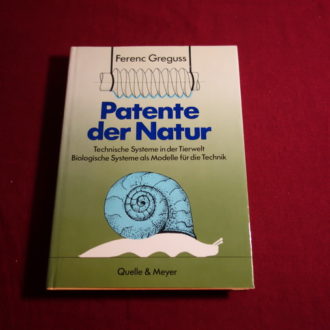 Ferenc Greguss
Patente
der Natur
Technische Systeme in der Tierwelt
Biologische Systeme als Modelle für die Technik
Quelle & Meyer